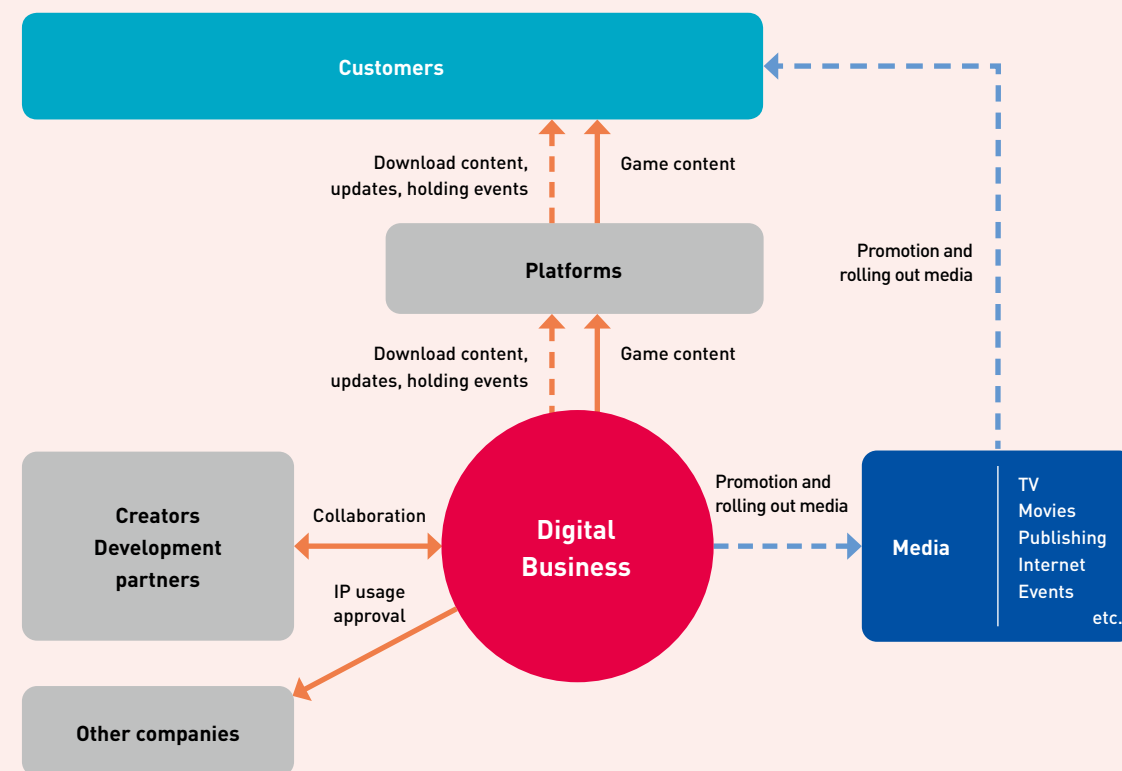 Customers
Download content,
updates, holding events
Game content
Promotion and
rolling out media
Platforms
Download content,
updates, holding events
Game content
Creators
Development
partners
Collaboration
IP usage
approval
Digital
Business
Promotion and
rolling out media
Media
TV
Movies
Publishing
Internet
Events
etc.
Other companies